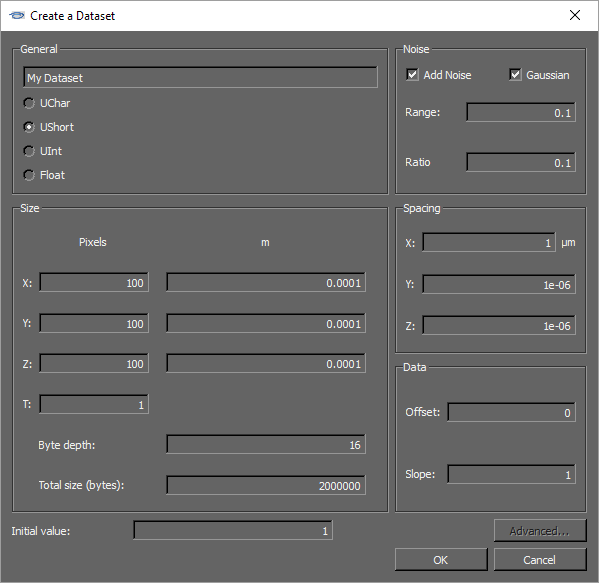 Create a Dataset
General
My Dataset
UChar
UShort
UInt
Float
Noise
Add Noise Gaussian
Range: 0.1
Ratio 0.1
Size
Pixels m
X: 100 0.0001
Y: 100 0.0001
Z: 100 0.0001
T: 1
Byte depth: 16
Total size (bytes): 2000000
Spacing
X: 1 µm
Y: 1e-06
Z: 1e-06
Data
Offset: 0
Slope: 1
Initial value: 1
Advanced...
OK Cancel